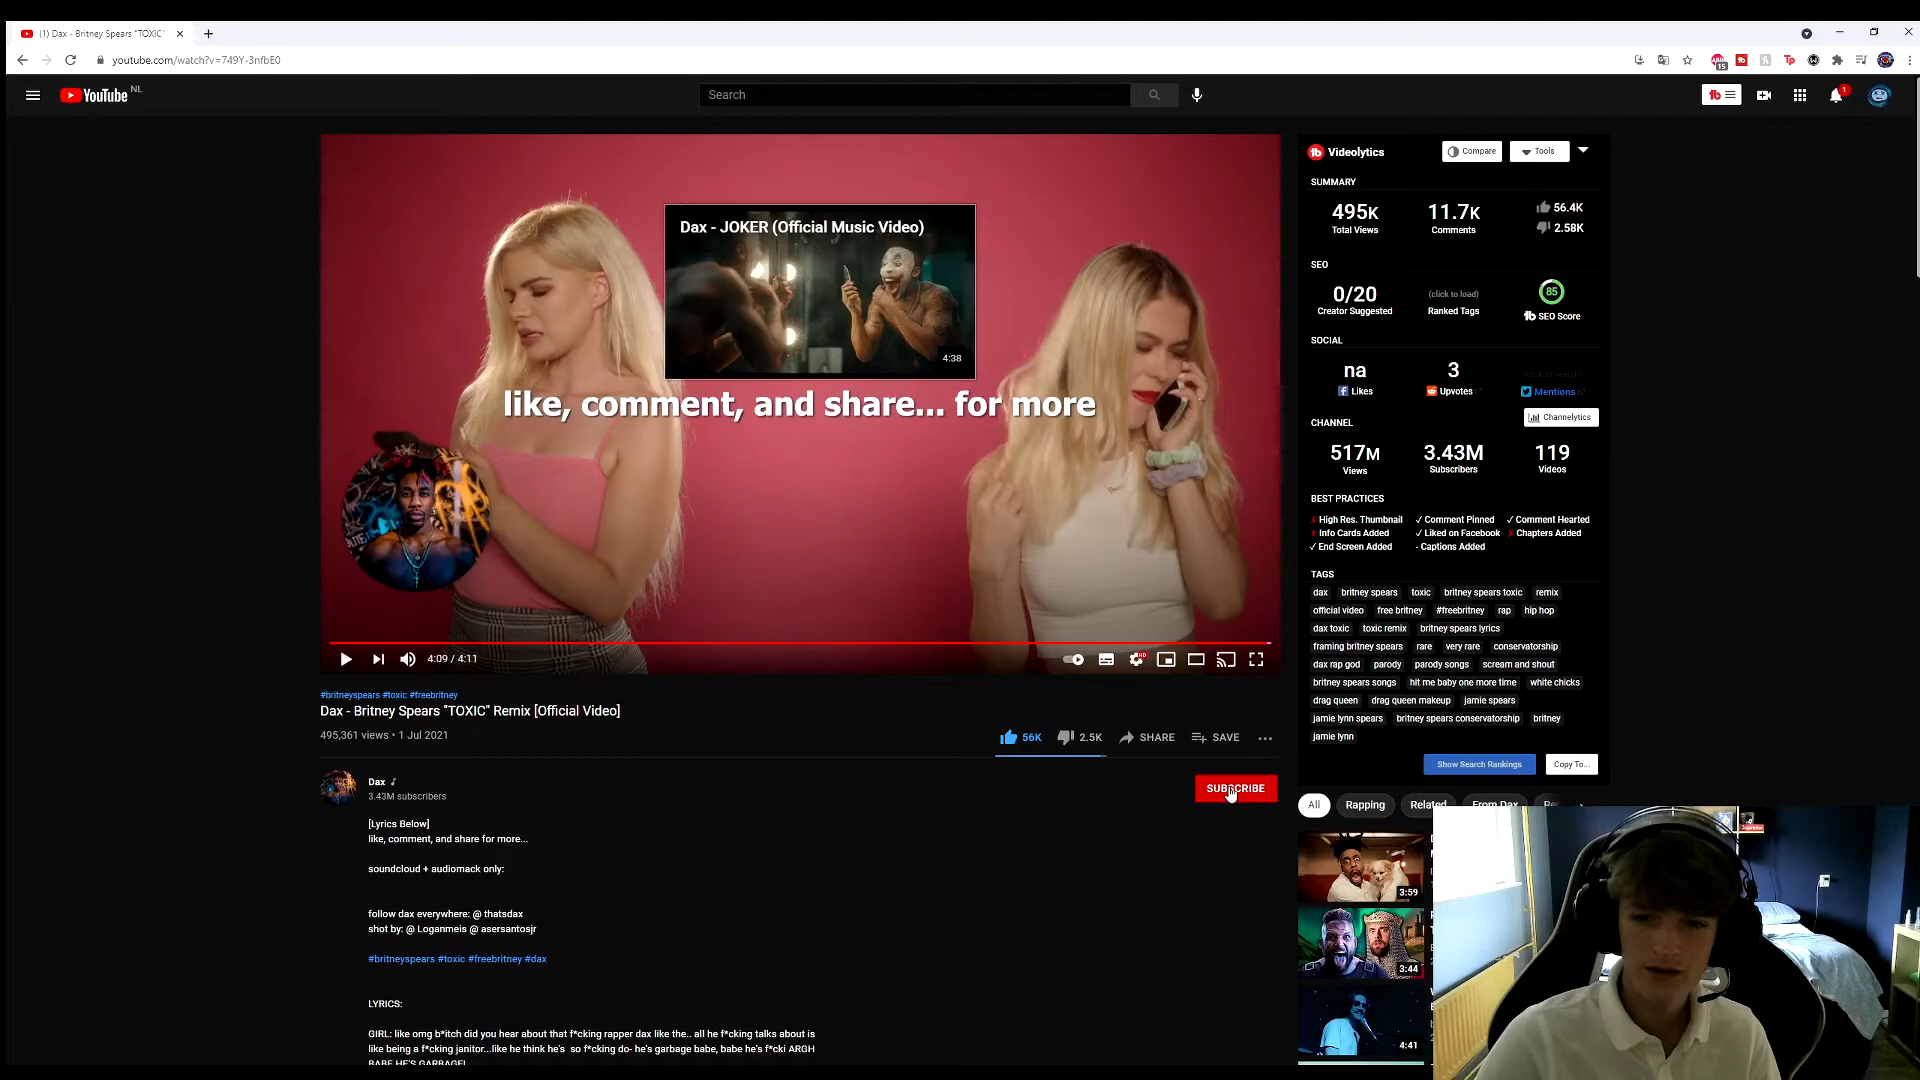 (1) Dax - Britney Spears "TOXIC"
youtube.com/watch?v=749Y-3nfbE0
15
YouTube NL
Search
1
Dax - JOKER (Official Music Video)
4:38
like, comment, and share... for more
4:09 / 4:11
HD
#britneyspears #toxic #freebritney
Dax - Britney Spears "TOXIC" Remix [Official Video]
495,361 views • 1 Jul 2021
56K 2.5K SHARE SAVE
Dax
3.43M subscribers
SUBSCRIBE
[Lyrics Below]
like, comment, and share for more...
soundcloud + audiomack only:
follow dax everywhere: @ thatsdax
shot by: @ Loganmeis @ asersantosjr
#britneyspears #toxic #freebritney #dax
LYRICS:
GIRL: like omg b*itch did you hear about that f*cking rapper dax like the.. all he f*cking talks about is
like being a f*cking janitor...like he think he's so f*cking do- he's garbage babe, babe he's f*cki ARGH
BABE HE'S GARBAGE!
Videolytics Compare Tools
SUMMARY
495K 11.7K 56.4K
Total Views Comments 2.58K
SEO
0/20 (click to load) 85
Creator Suggested Ranked Tags SEO Score
SOCIAL
na 3
Likes Upvotes Mentions
Channelytics
CHANNEL
517M 3.43M 119
Views Subscribers Videos
BEST PRACTICES
High Res. Thumbnail Comment Pinned Comment Hearted
Info Cards Added Liked on Facebook Chapters Added
End Screen Added - Captions Added
TAGS
dax britney spears toxic britney spears toxic remix
official video free britney #freebritney rap hip hop
dax toxic toxic remix britney spears lyrics
framing britney spears rare very rare conservatorship
dax rap god parody parody songs scream and shout
britney spears songs hit me baby one more time white chicks
drag queen drag queen makeup jamie spears
jamie lynn spears britney spears conservatorship britney
jamie lynn
Show Search Rankings Copy To...
All Rapping Related From Dax
3:59
3:44
4:41